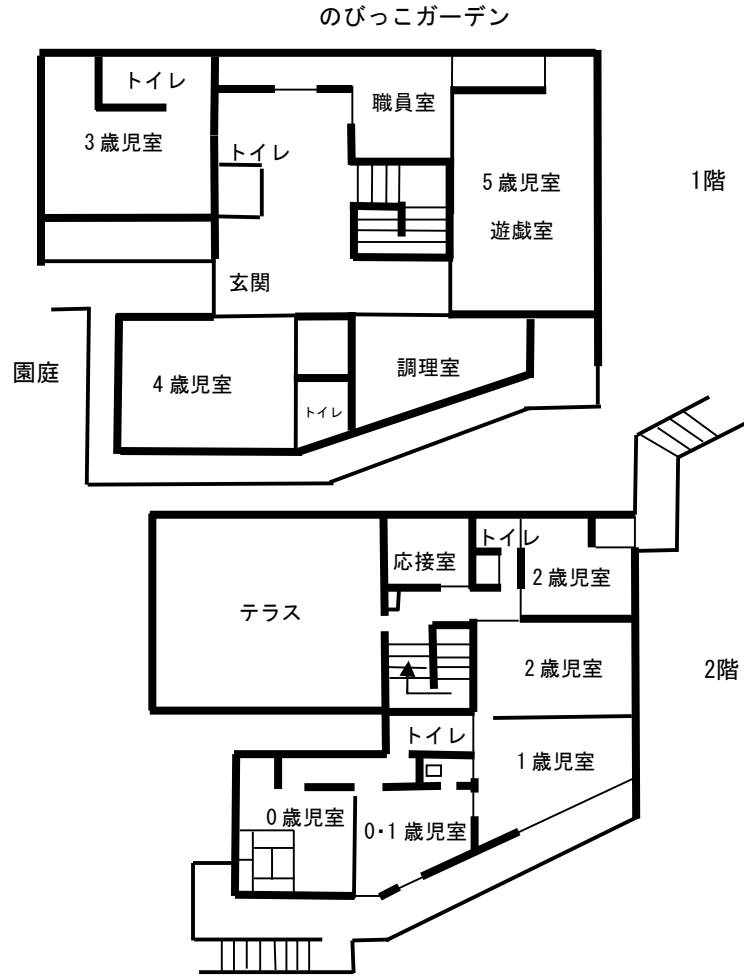 のびっこガーデン
トイレ
職員室
3歳児室
トイレ
5歳児室
遊戯室
1階
玄関
園庭
4歳児室
調理室
トイレ
トイレ
応接室
2歳児室
テラス
2歳児室
2階
トイレ
1歳児室
0歳児室
0・1歳児室